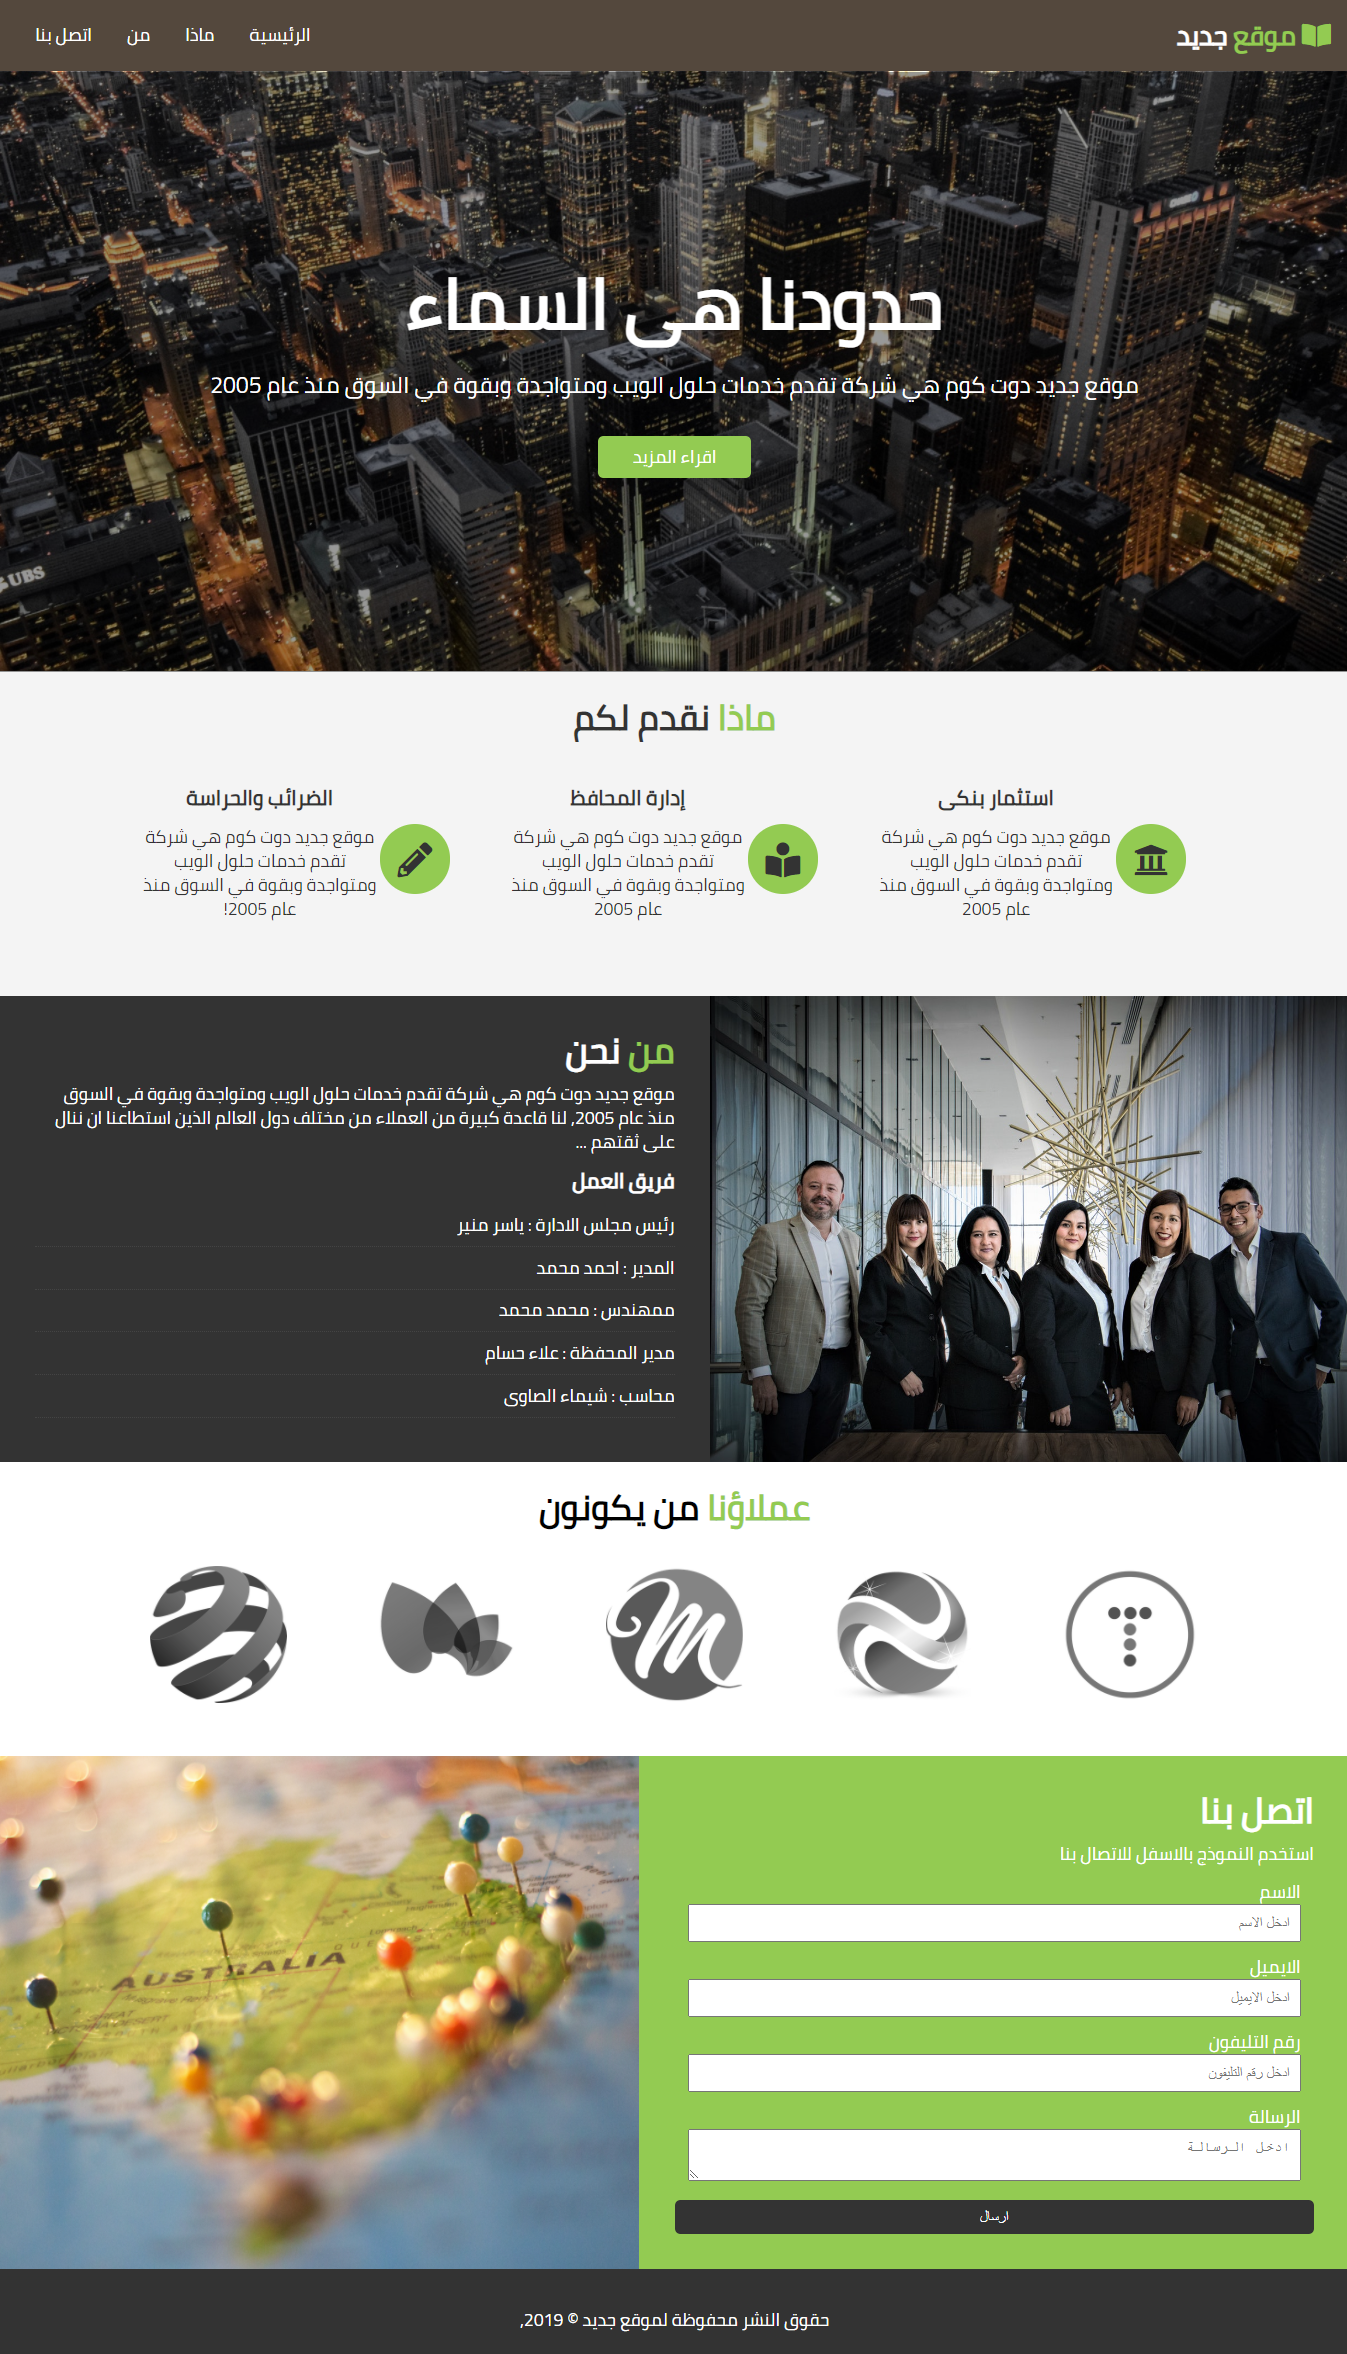 موقع جديد
الرئيسية
ماذا
من
اتصل بنا
حدودنا هى السماء
موقع جديد دوت كوم هي شركة تقدم خدمات حلول الويب ومتواجدة وبقوة في السوق منذ عام 2005
اقراء المزيد
UBS
ماذا نقدم لكم
استثمار بنكى
موقع جديد دوت كوم هي شركة
تقدم خدمات حلول الويب
ومتواجدة وبقوة في السوق منذ
عام 2005
إدارة المحافظ
موقع جديد دوت كوم هي شركة
تقدم خدمات حلول الويب
ومتواجدة وبقوة في السوق منذ
عام 2005
الضرائب والحراسة
موقع جديد دوت كوم هي شركة
تقدم خدمات حلول الويب
ومتواجدة وبقوة في السوق منذ
عام 2005!
من نحن
موقع جديد دوت كوم هي شركة تقدم خدمات حلول الويب ومتواجدة وبقوة في السوق
منذ عام 2005, لنا قاعدة كبيرة من العملاء من مختلف دول العالم الذين استطاعنا ان ننال
على ثقتهم ...
فريق العمل
رئيس مجلس الادارة : ياسر منير
المدير : احمد محمد
ممهندس : محمد محمد
مدير المحفظة : علاء حسام
محاسب : شيماء الصاوى
عملاؤنا من يكونون
m
T
اتصل بنا
استخدم النموذج بالاسفل للاتصال بنا
الاسم
ادخل الاسم
الايميل
ادخل الايميل
رقم التليفون
ادخل رقم التليفون
الرسالة
ادخل الرسالة
ارسال
AUSTRALIA
حقوق النشر محفوظة لموقع جديد © 2019,